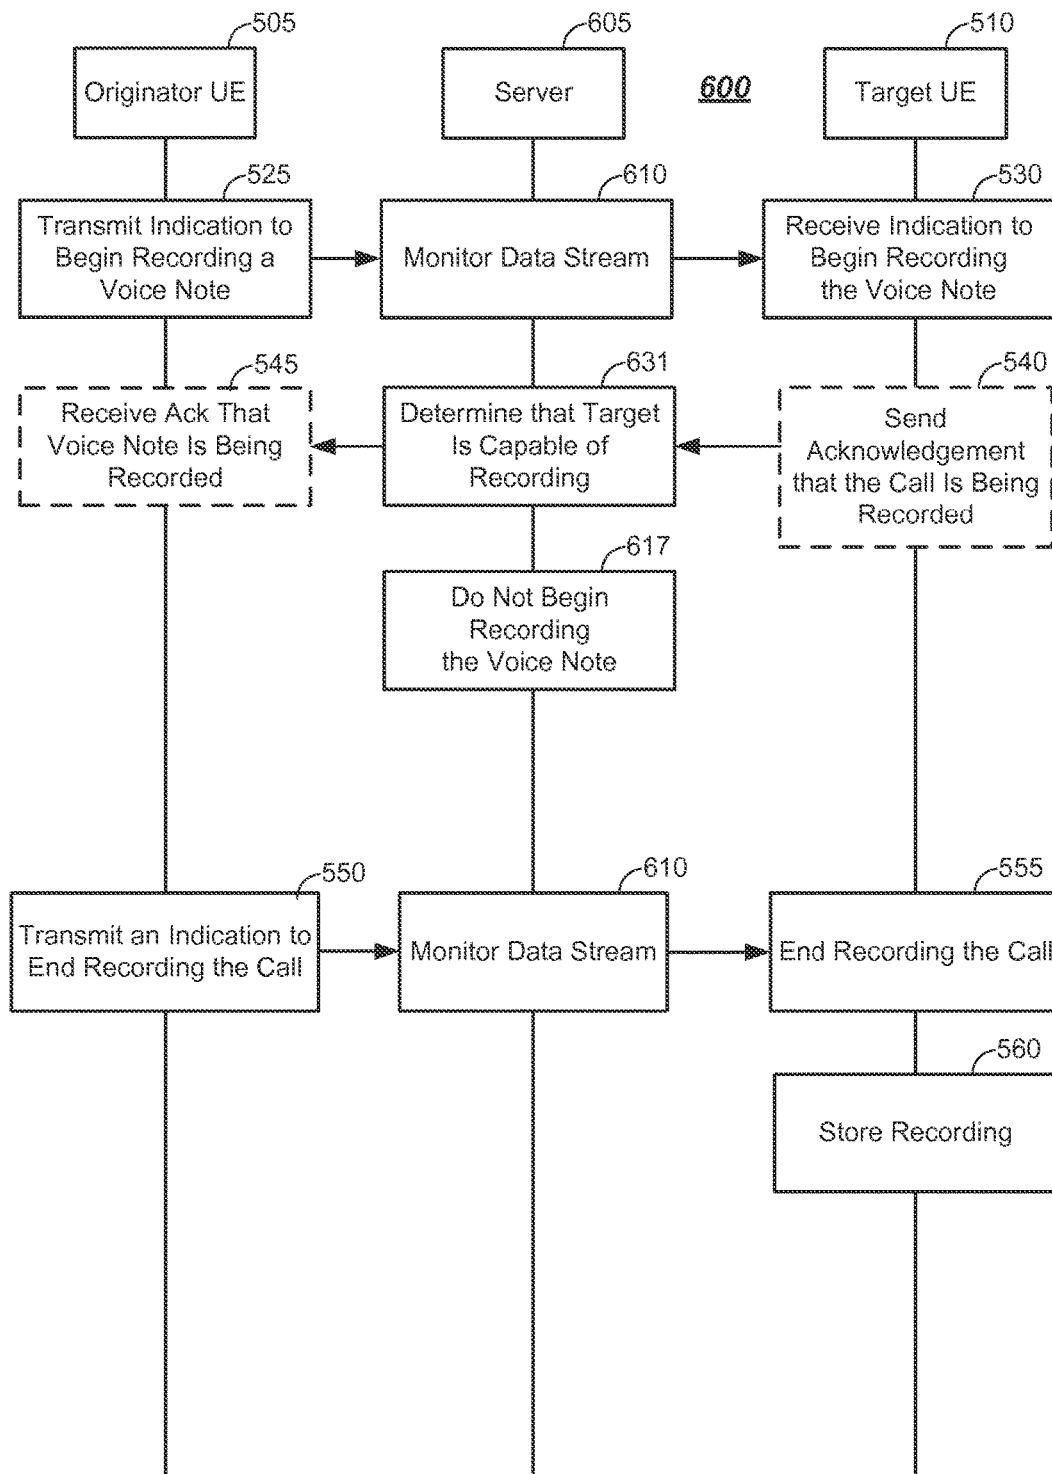 505
605
510
Originator UE
Server
600
Target UE
525
610
530
Transmit Indication to
Begin Recording a
Voice Note
Monitor Data Stream
Receive Indication to
Begin Recording
the Voice Note
545
631
540
Receive Ack That
Voice Note Is Being
Recorded
Determine that Target
Is Capable of
Recording
Send
Acknowledgement
that the Call Is Being
Recorded
617
Do Not Begin
Recording
the Voice Note
550
610
555
Transmit an Indication to
End Recording the Call
Monitor Data Stream
End Recording the Call
560
Store Recording